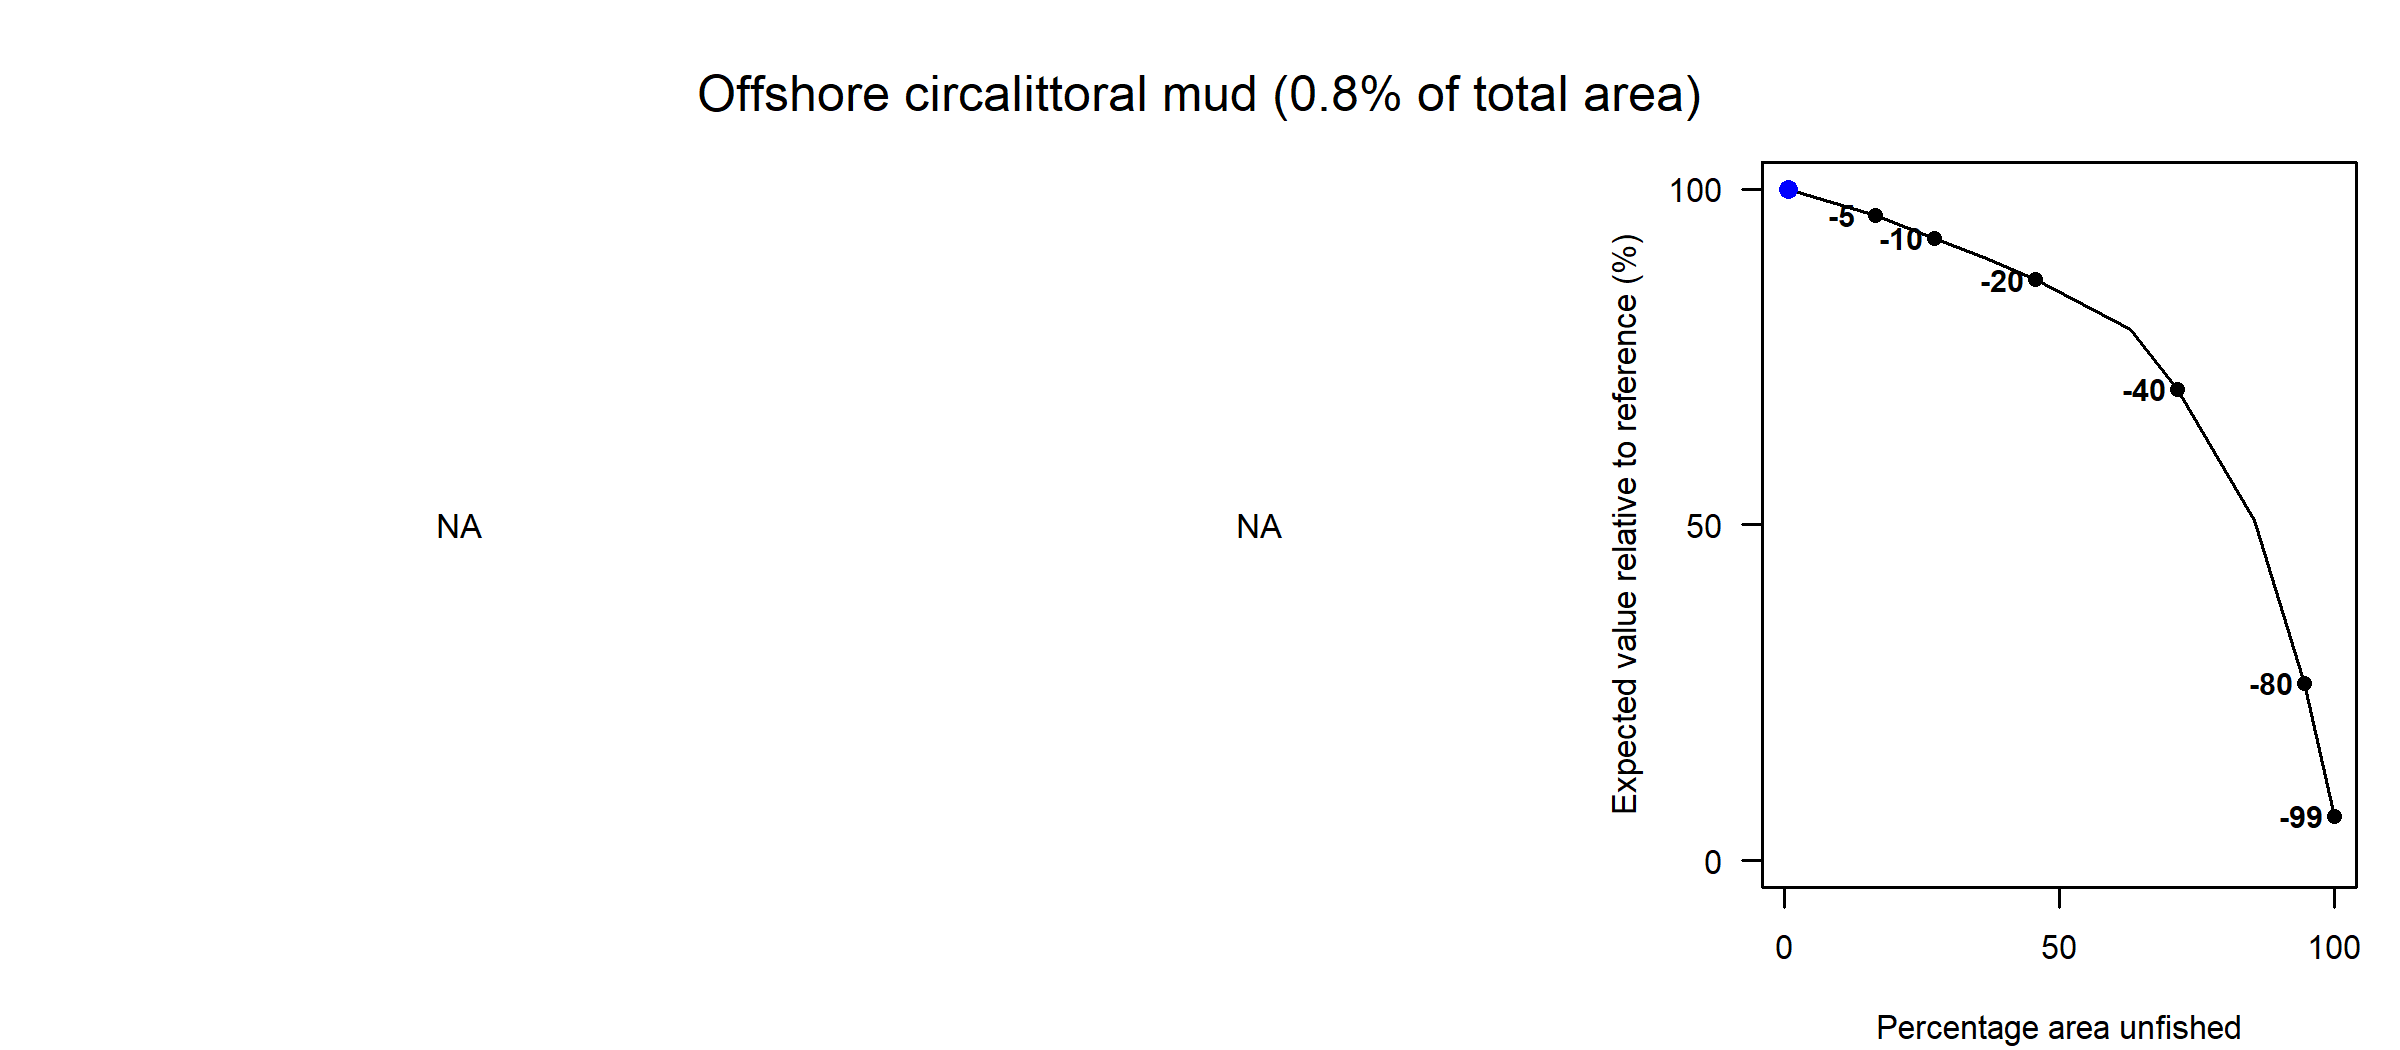 Offshore circalittoral mud (0.8% of total area)
NA
NA
Expected value relative to reference (%)
100
50
0
-5
-10
-20
-40
-80
-99
0
50
100
Percentage area unfished